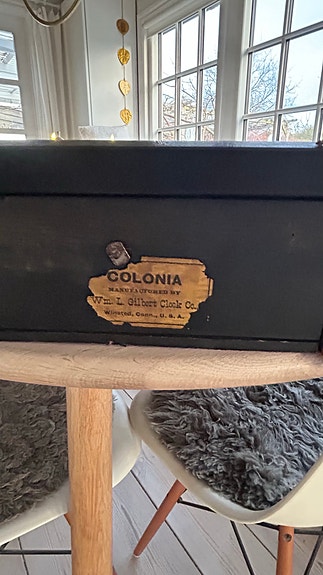 COLONIA
MANUFACTURED BY
Wm. L. Gilbert Clock Co.
Winsted, Conn., U. S. A.